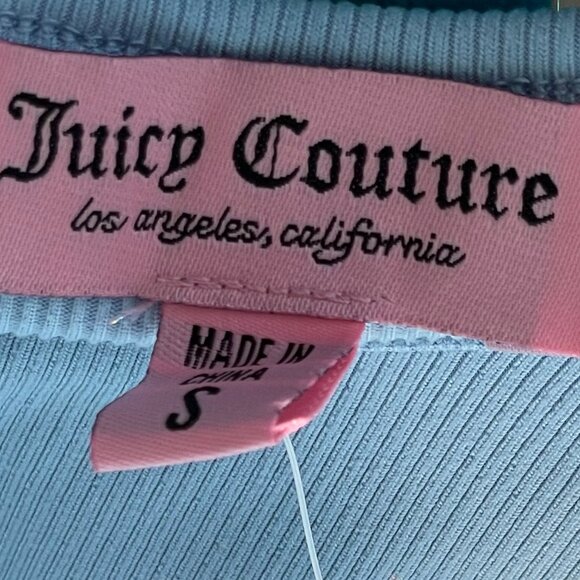 Juicy Couture
los angeles, california
MADE IN
CHINA
S